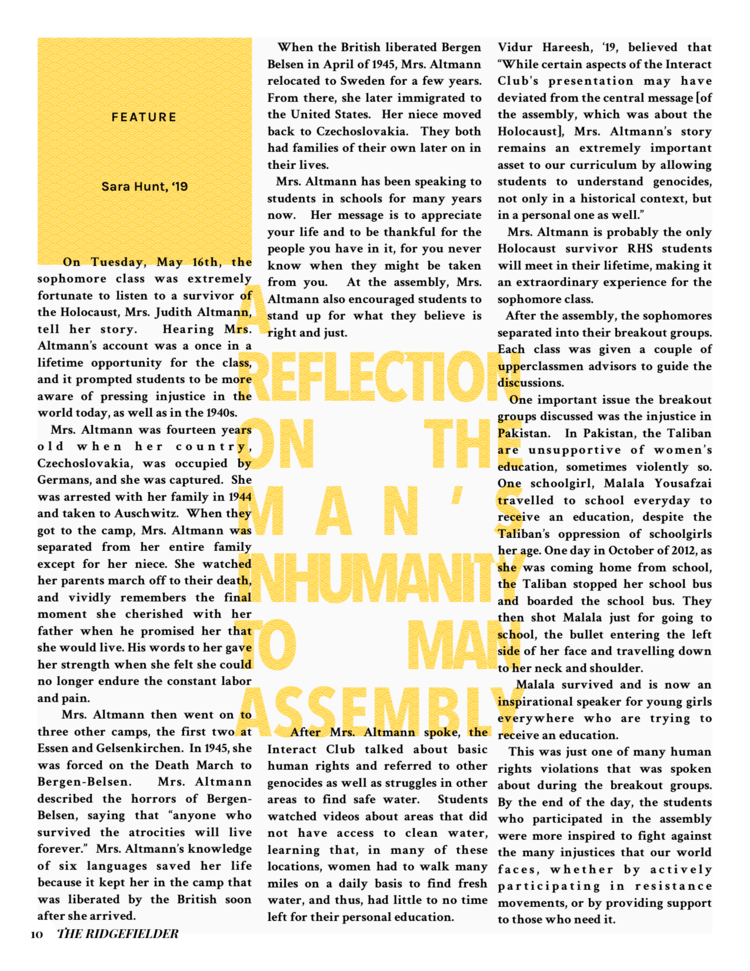 FEATURE
Sara Hunt, ‘19
On Tuesday, May 16th, the
sophomore class was extremely
fortunate to listen to a survivor of
the Holocaust, Mrs. Judith Altmann,
tell her story. Hearing Mrs.
Altmann’s account was a once in a
lifetime opportunity for the class,
and it prompted students to be more
aware of pressing injustice in the
world today, as well as in the 1940s.
Mrs. Altmann was fourteen years
old when her country,
Czechoslovakia, was occupied by
Germans, and she was captured. She
was arrested with her family in 1944
and taken to Auschwitz. When they
got to the camp, Mrs. Altmann was
separated from her entire family
except for her niece. She watched
her parents march off to their death,
and vividly remembers the final
moment she cherished with her
father when he promised her that
she would live. His words to her gave
her strength when she felt she could
no longer endure the constant labor
and pain.
Mrs. Altmann then went on to
three other camps, the first two at
Essen and Gelsenkirchen. In 1945, she
was forced on the Death March to
Bergen-Belsen. Mrs. Altmann
described the horrors of Bergen-
Belsen, saying that “anyone who
survived the atrocities will live
forever.” Mrs. Altmann’s knowledge
of six languages saved her life
because it kept her in the camp that
was liberated by the British soon
after she arrived.
When the British liberated Bergen
Belsen in April of 1945, Mrs. Altmann
relocated to Sweden for a few years.
From there, she later immigrated to
the United States. Her niece moved
back to Czechoslovakia. They both
had families of their own later on in
their lives.
Mrs. Altmann has been speaking to
students in schools for many years
now. Her message is to appreciate
your life and to be thankful for the
people you have in it, for you never
know when they might be taken
from you. At the assembly, Mrs.
Altmann also encouraged students to
stand up for what they believe is
right and just.
A
REFLECTION
ON THE
MAN’S
INHUMANITY
TO MAN
ASSEMBLY
After Mrs. Altmann spoke, the
Interact Club talked about basic
human rights and referred to other
genocides as well as struggles in other
areas to find safe water. Students
watched videos about areas that did
not have access to clean water,
learning that, in many of these
locations, women had to walk many
miles on a daily basis to find fresh
water, and thus, had little to no time
left for their personal education.
Vidur Hareesh, ‘19, believed that
“While certain aspects of the Interact
Club’s presentation may have
deviated from the central message [of
the assembly, which was about the
Holocaust], Mrs. Altmann’s story
remains an extremely important
asset to our curriculum by allowing
students to understand genocides,
not only in a historical context, but
in a personal one as well.”
Mrs. Altmann is probably the only
Holocaust survivor RHS students
will meet in their lifetime, making it
an extraordinary experience for the
sophomore class.
After the assembly, the sophomores
separated into their breakout groups.
Each class was given a couple of
upperclassmen advisors to guide the
discussions.
One important issue the breakout
groups discussed was the injustice in
Pakistan. In Pakistan, the Taliban
are unsupportive of women’s
education, sometimes violently so.
One schoolgirl, Malala Yousafzai
travelled to school everyday to
receive an education, despite the
Taliban’s oppression of schoolgirls
her age. One day in October of 2012, as
she was coming home from school,
the Taliban stopped her school bus
and boarded the school bus. They
then shot Malala just for going to
school, the bullet entering the left
side of her face and travelling down
to her neck and shoulder.
Malala survived and is now an
inspirational speaker for young girls
everywhere who are trying to
receive an education.
This was just one of many human
rights violations that was spoken
about during the breakout groups.
By the end of the day, the students
who participated in the assembly
were more inspired to fight against
the many injustices that our world
faces, whether by actively
participating in resistance
movements, or by providing support
to those who need it.
10 THE RIDGEFIELDER